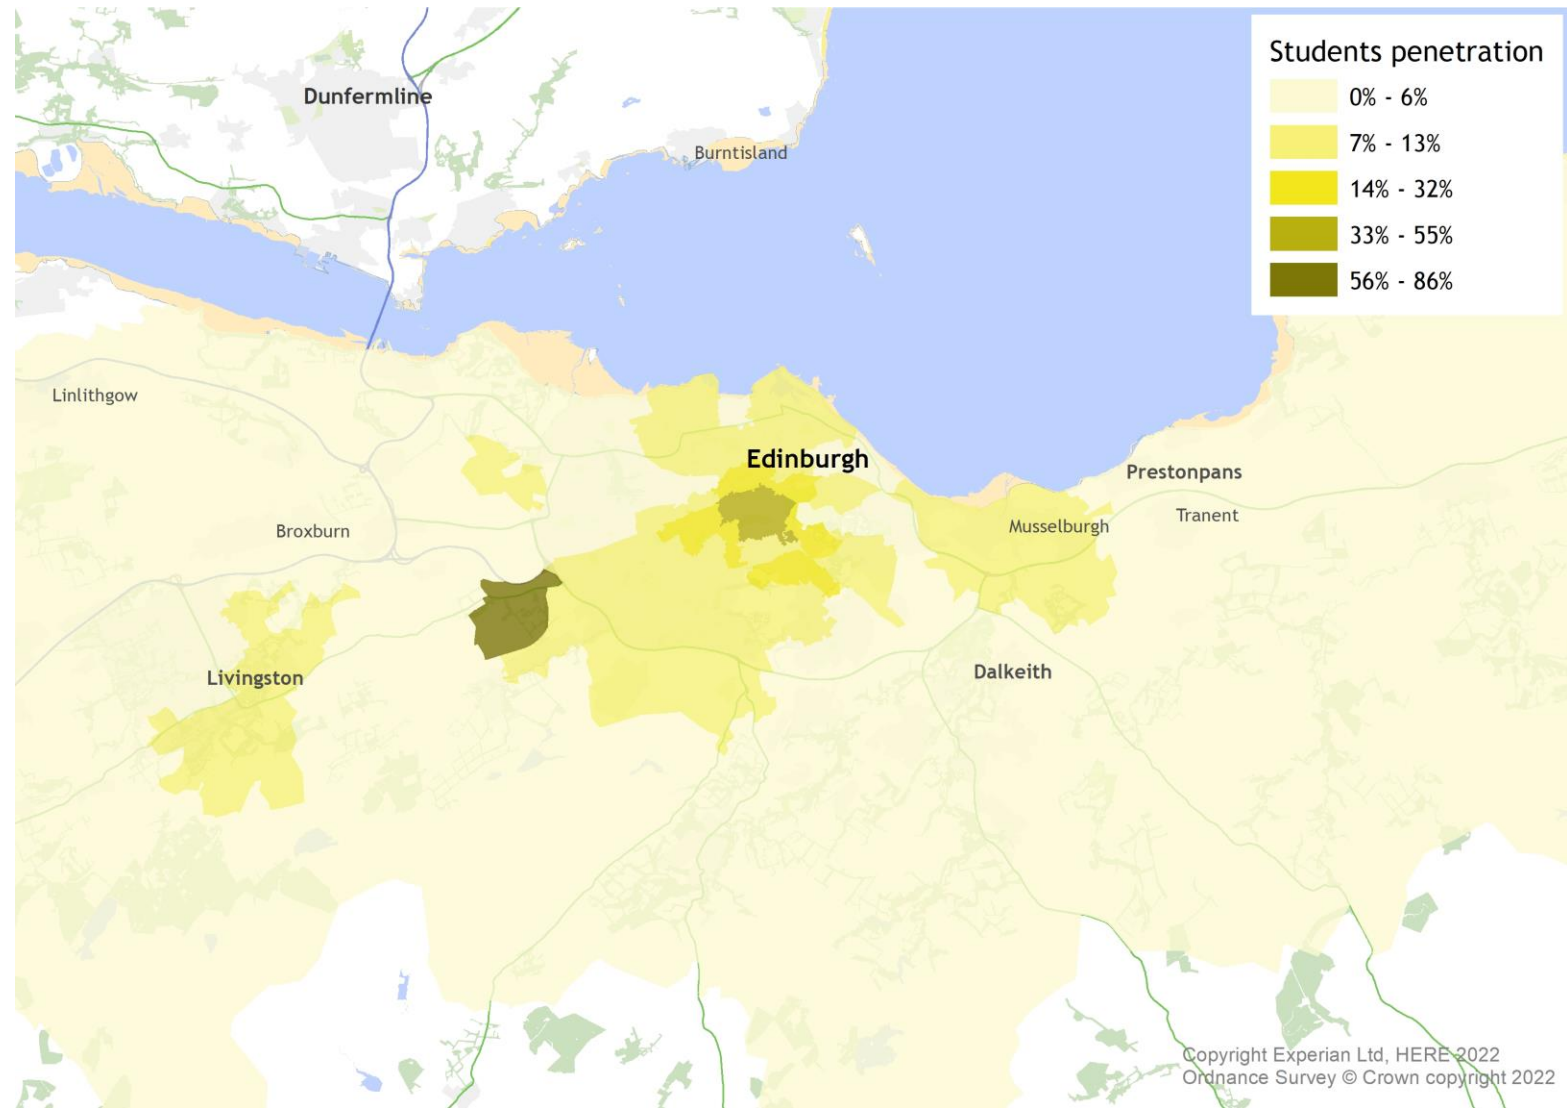 Students penetration
0% - 6%
7% - 13%
14% - 32%
33% - 55%
56% - 86%
Dunfermline
Burntisland
Linlithgow
Edinburgh
Prestonpans
Broxburn
Musselburgh
Tranent
Livingston
Dalkeith
Copyright Experian Ltd, HERE 2022
Ordnance Survey © Crown copyright 2022